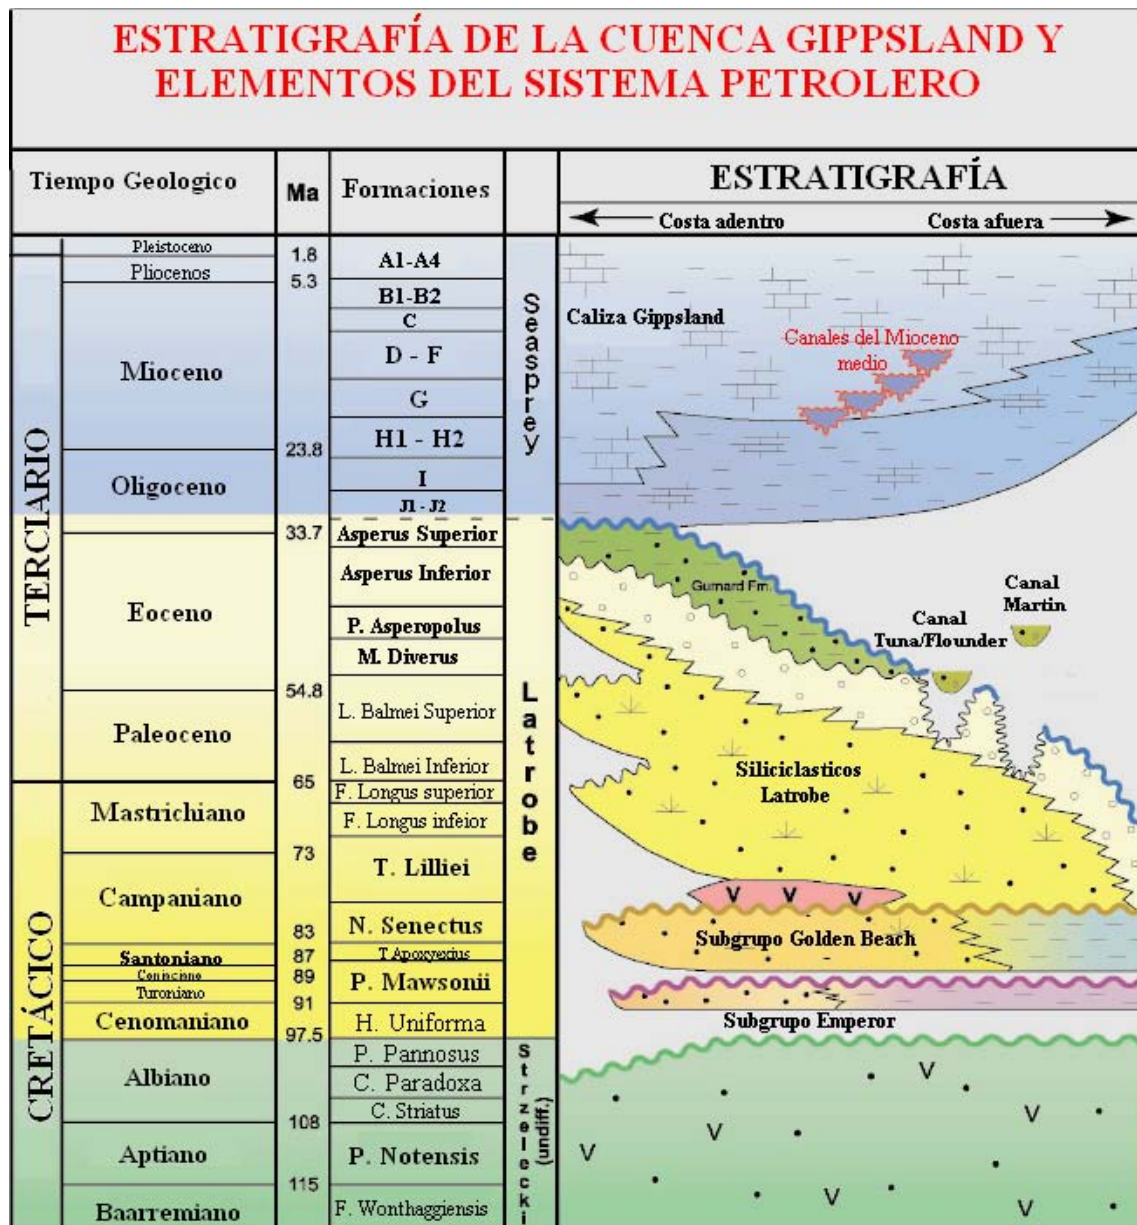 ESTRATIGRAFÍA DE LA CUENCA GIPPSLAND Y
ELEMENTOS DEL SISTEMA PETROLERO
Tiempo Geologico
Ma
Formaciones
ESTRATIGRAFÍA
Costa adentro
Costa afuera
TERCIARIO
CRETÁCICO
Pleistoceno
Pliocenos
Mioceno
Oligoceno
Eoceno
Paleoceno
Mastrichiano
Campaniano
Santoniano
Coniaciano
Turoniano
Cenomaniano
Albiano
Aptiano
Baarremiano
1.8
5.3
23.8
33.7
54.8
65
73
83
87
89
91
97.5
108
115
A1-A4
B1-B2
C
D - F
G
H1 - H2
I
J1 - J2
Asperus Superior
Asperus Inferior
P. Asperopolus
M. Diverus
L. Balmei Superior
L. Balmei Inferior
F. Longus superior
F. Longus infeior
T. Lilliei
N. Senectus
T.Apoxyexius
P. Mawsonii
H. Uniforma
P. Pannosus
C. Paradoxa
C. Striatus
P. Notensis
F. Wonthaggiensis
Seasprey
Latrobe
Strzelecki
(undiff.)
Caliza Gippsland
Canales del Mioceno
medio
Gurnard Fm.
Canal
Martin
Canal
Tuna/Flounder
Siliciclasticos
Latrobe
V V V
Subgrupo Golden Beach
Subgrupo Emperor
V
V
V
V
V
V